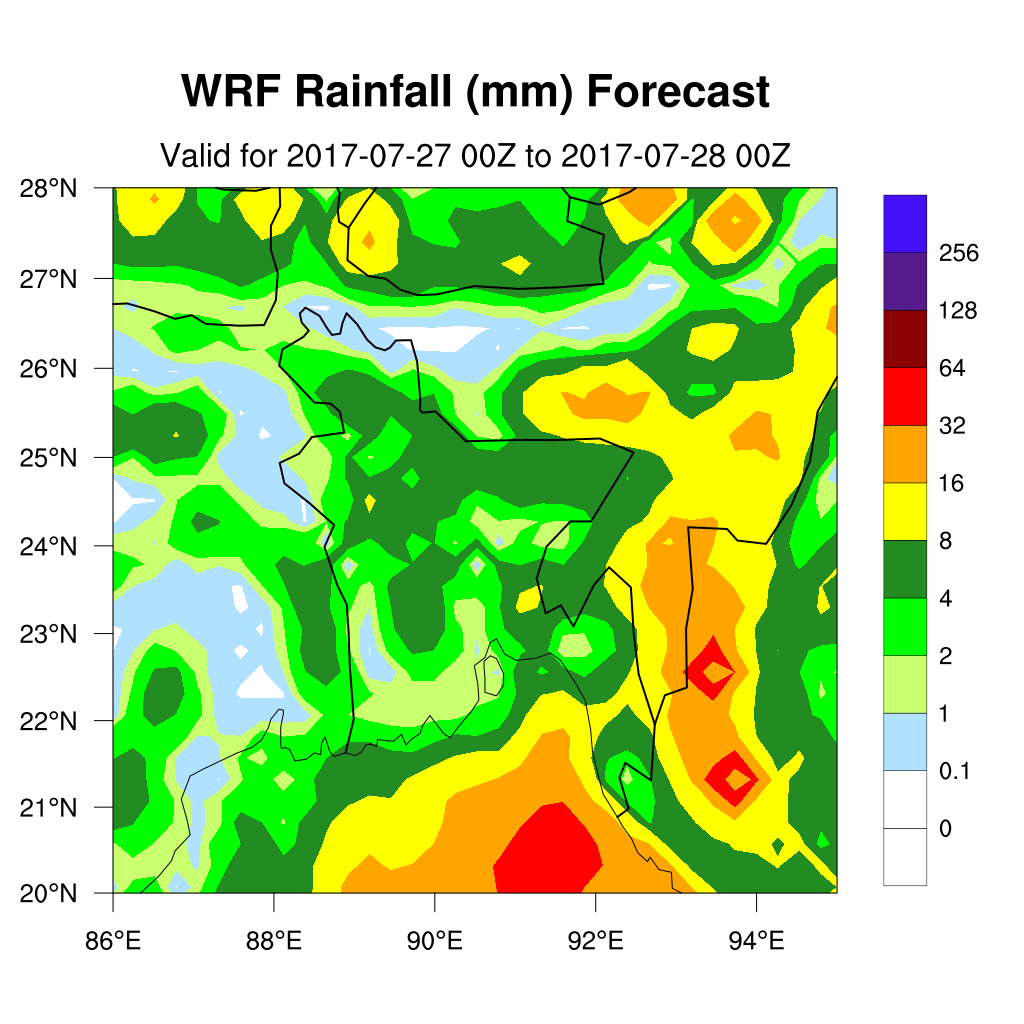 WRF Rainfall (mm) Forecast
Valid for 2017-07-27 00Z to 2017-07-28 00Z
28°N
27°N
26°N
25°N
24°N
23°N
22°N
21°N
20°N
86°E
88°E
90°E
92°E
94°E
256
128
64
32
16
8
4
2
1
0.1
0